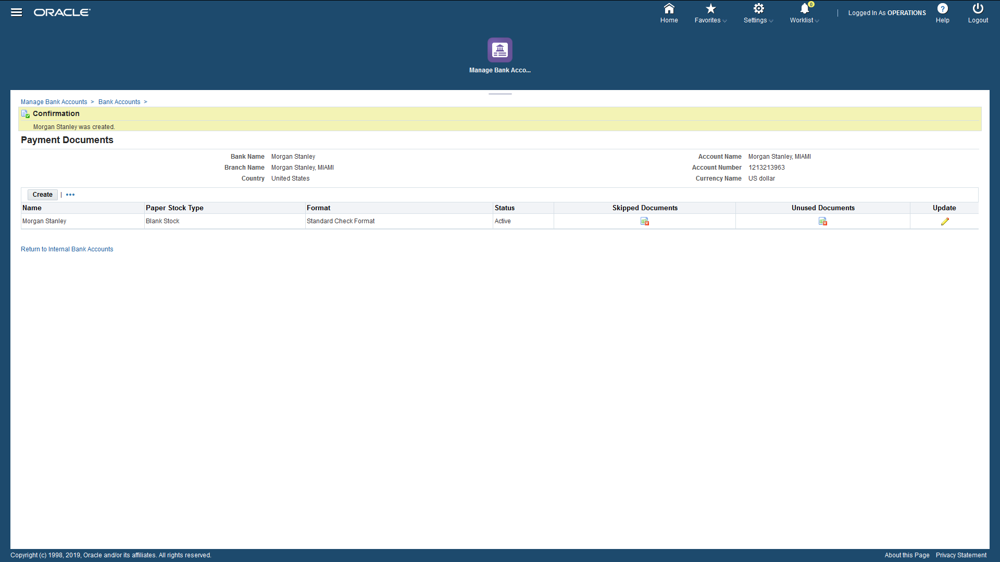 ORACLE
Home
Favorites
Settings
0
Worklist
Logged In As OPERATIONS
?
Help
Logout
Manage Bank Acco...
Manage Bank Accounts > Bank Accounts >
Confirmation
Morgan Stanley was created.
Payment Documents
Bank Name Morgan Stanley
Account Name Morgan Stanley, MIAMI
Branch Name Morgan Stanley, MIAMI
Account Number 1213213963
Country United States
Currency Name US dollar
Create | •••
Name Paper Stock Type Format Status Skipped Documents Unused Documents Update
Morgan Stanley Blank Stock Standard Check Format Active
Return to Internal Bank Accounts
Copyright (c) 1998, 2019, Oracle and/or its affiliates. All rights reserved.
About this Page Privacy Statement